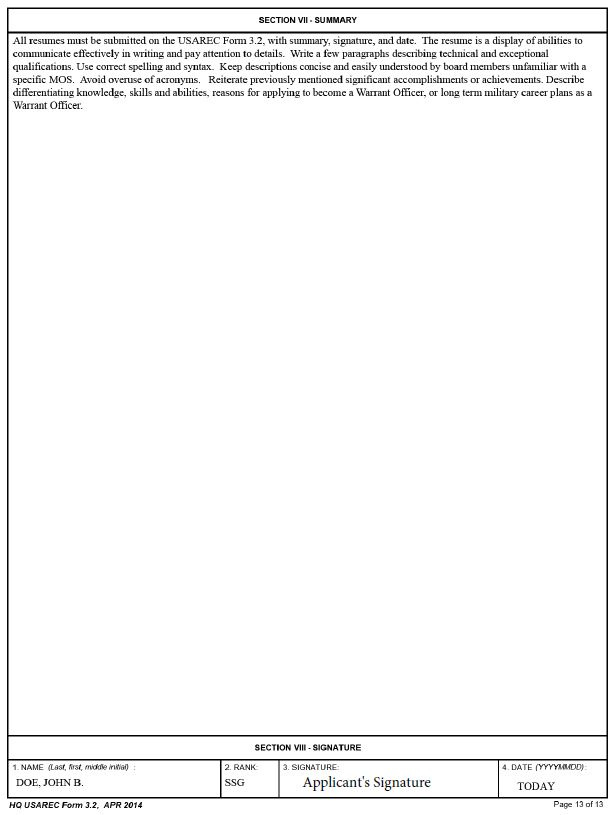 SECTION VII - SUMMARY
All resumes must be submitted on the USAREC Form 3.2, with summary, signature, and date.  The resume is a display of abilities to
communicate effectively in writing and pay attention to details.  Write a few paragraphs describing technical and exceptional
qualifications. Use correct spelling and syntax.  Keep descriptions concise and easily understood by board members unfamiliar with a
specific MOS.  Avoid overuse of acronyms.  Reiterate previously mentioned significant accomplishments or achievements. Describe
differentiating knowledge, skills and abilities, reasons for applying to become a Warrant Officer, or long term military career plans as a
Warrant Officer.
SECTION VIII - SIGNATURE
1. NAME (Last, first, middle initial) : 2. RANK: 3. SIGNATURE: 4. DATE (YYYYMMDD):
DOE, JOHN B. SSG Applicant's Signature TODAY
HQ USAREC Form 3.2, APR 2014 Page 13 of 13